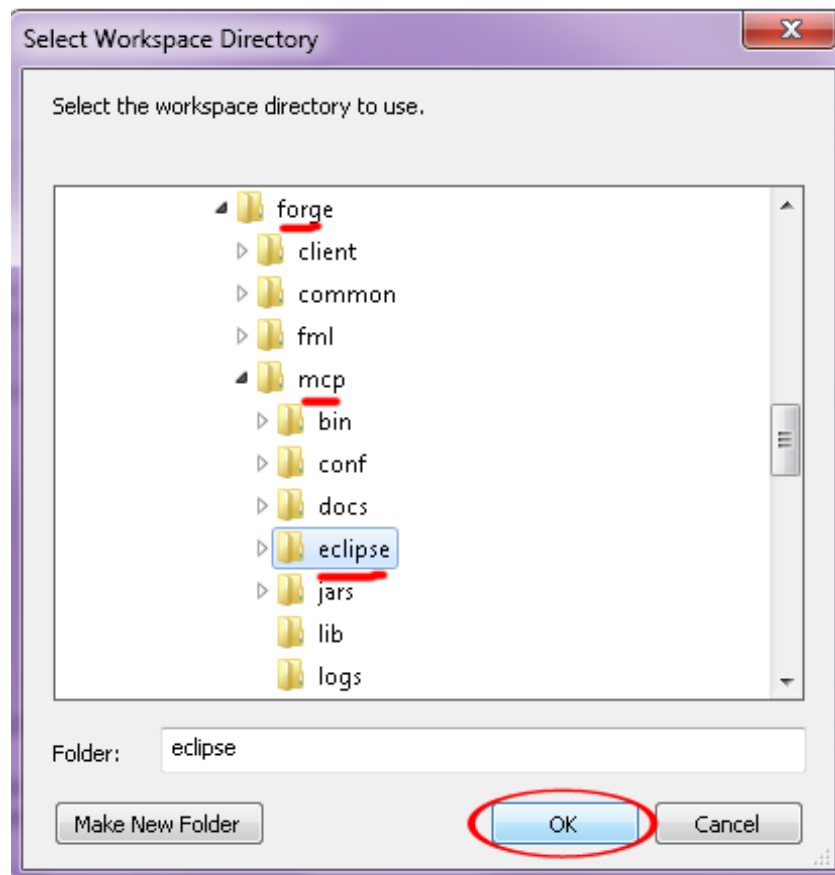 Select Workspace Directory
Select the workspace directory to use.
forge
client
common
fml
mcp
bin
conf
docs
eclipse
jars
lib
logs
Folder: eclipse
Make New Folder OK Cancel